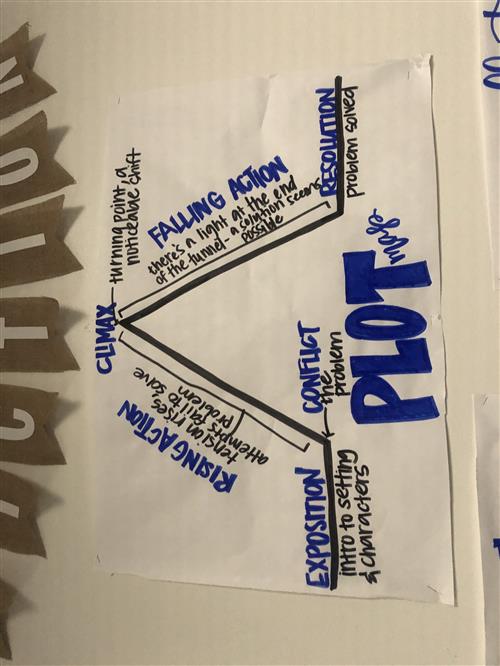 ICTION
CLIMAX
turning point, a
noticeable shift
RISING ACTION
tension rises,
attempts fail to solve
problem
FALLING ACTION
there's a light at the end
of the tunnel - a solution seems
possible
EXPOSITION
intro to setting
& characters
CONFLICT
the
problem
RESOLUTION
problem solved
PLOT
map